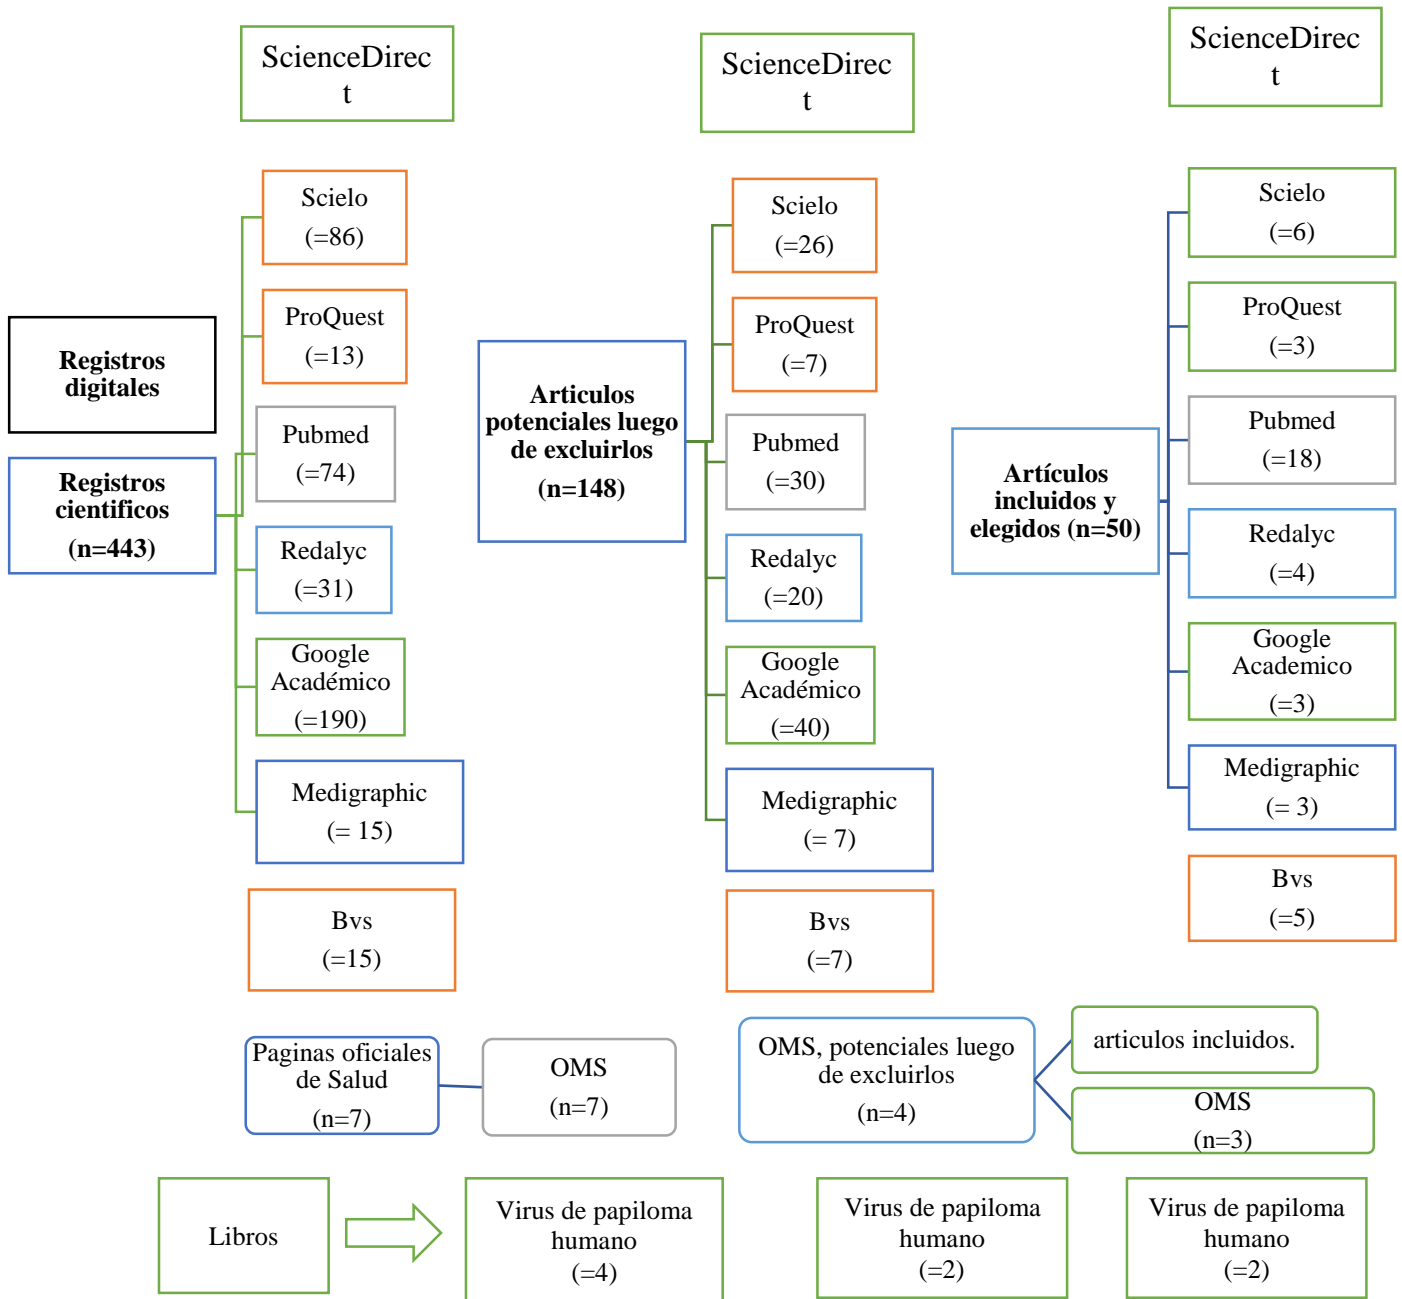 ScienceDirec
t
Scielo
(=86)
ProQuest
(=13)
Registros
digitales
Pubmed
(=74)
Registros
cientificos
(n=443)
Redalyc
(=31)
Google
Académico
(=190)
Medigraphic
(= 15)
Bvs
(=15)
ScienceDirec
t
Scielo
(=26)
ProQuest
(=7)
Articulos
potenciales luego
de excluirlos
(n=148)
Pubmed
(=30)
Redalyc
(=20)
Google
Académico
(=40)
Medigraphic
(= 7)
Bvs
(=7)
ScienceDirec
t
Scielo
(=6)
ProQuest
(=3)
Pubmed
(=18)
Artículos
incluidos y
elegidos (n=50)
Redalyc
(=4)
Google
Academico
(=3)
Medigraphic
(= 3)
Bvs
(=5)
Paginas oficiales
de Salud
(n=7)
OMS
(n=7)
OMS, potenciales luego
de excluirlos
(n=4)
articulos incluidos.
OMS
(n=3)
Libros
Virus de papiloma
humano
(=4)
Virus de papiloma
humano
(=2)
Virus de papiloma
humano
(=2)